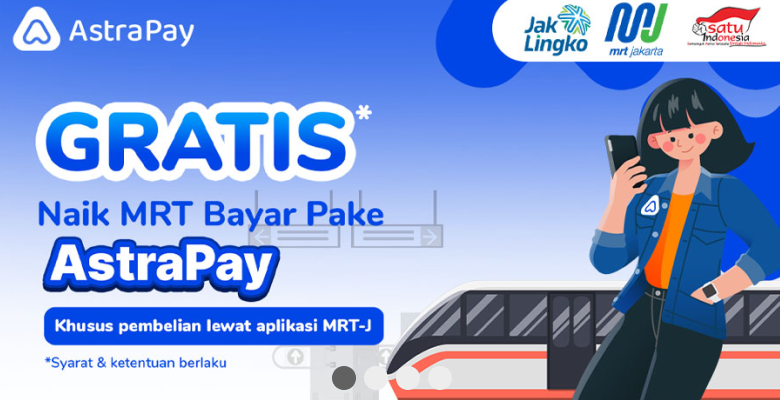 AstraPay
Jak
Lingko
mrt jakarta
satu
indonesia
GRATIS*
Naik MRT Bayar Pake
AstraPay
Khusus pembelian lewat aplikasi MRT-J
*Syarat & ketentuan berlaku